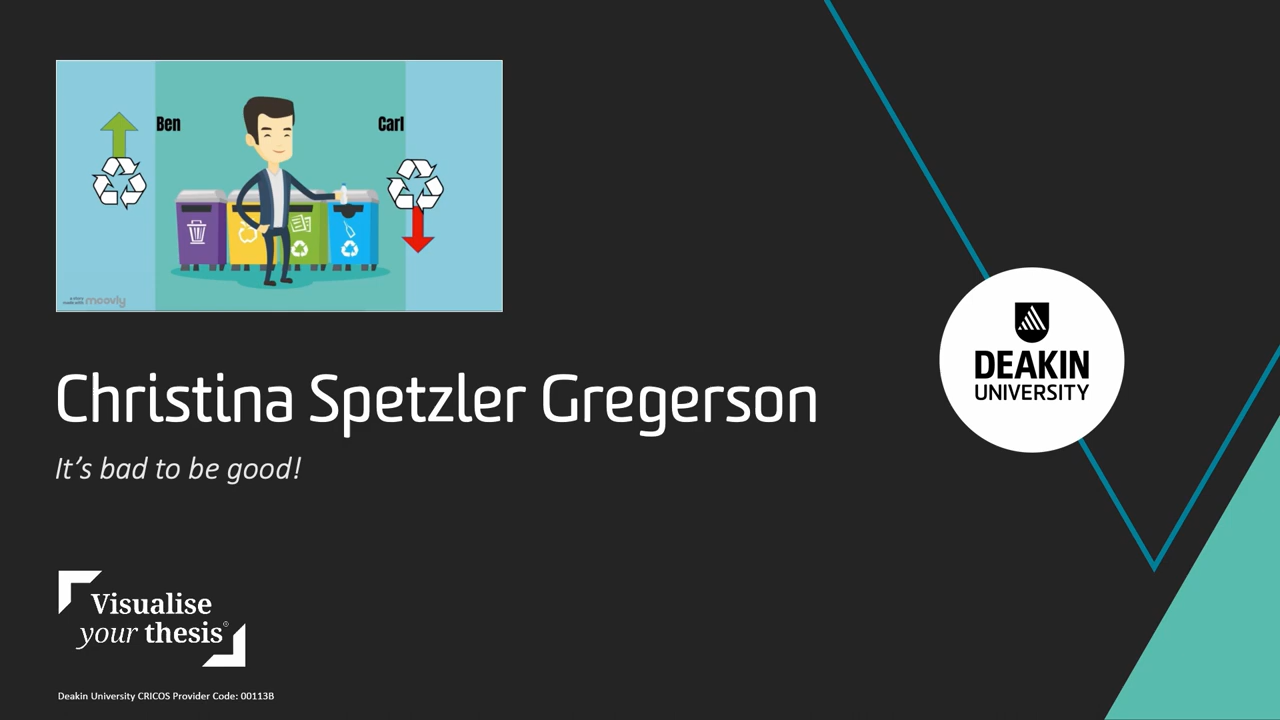 Ben
Carl
a story
made with moovly
Christina Spetzler Gregerson
It's bad to be good!
DEAKIN
UNIVERSITY
Visualise
your thesis®
Deakin University CRICOS Provider Code: 00113B